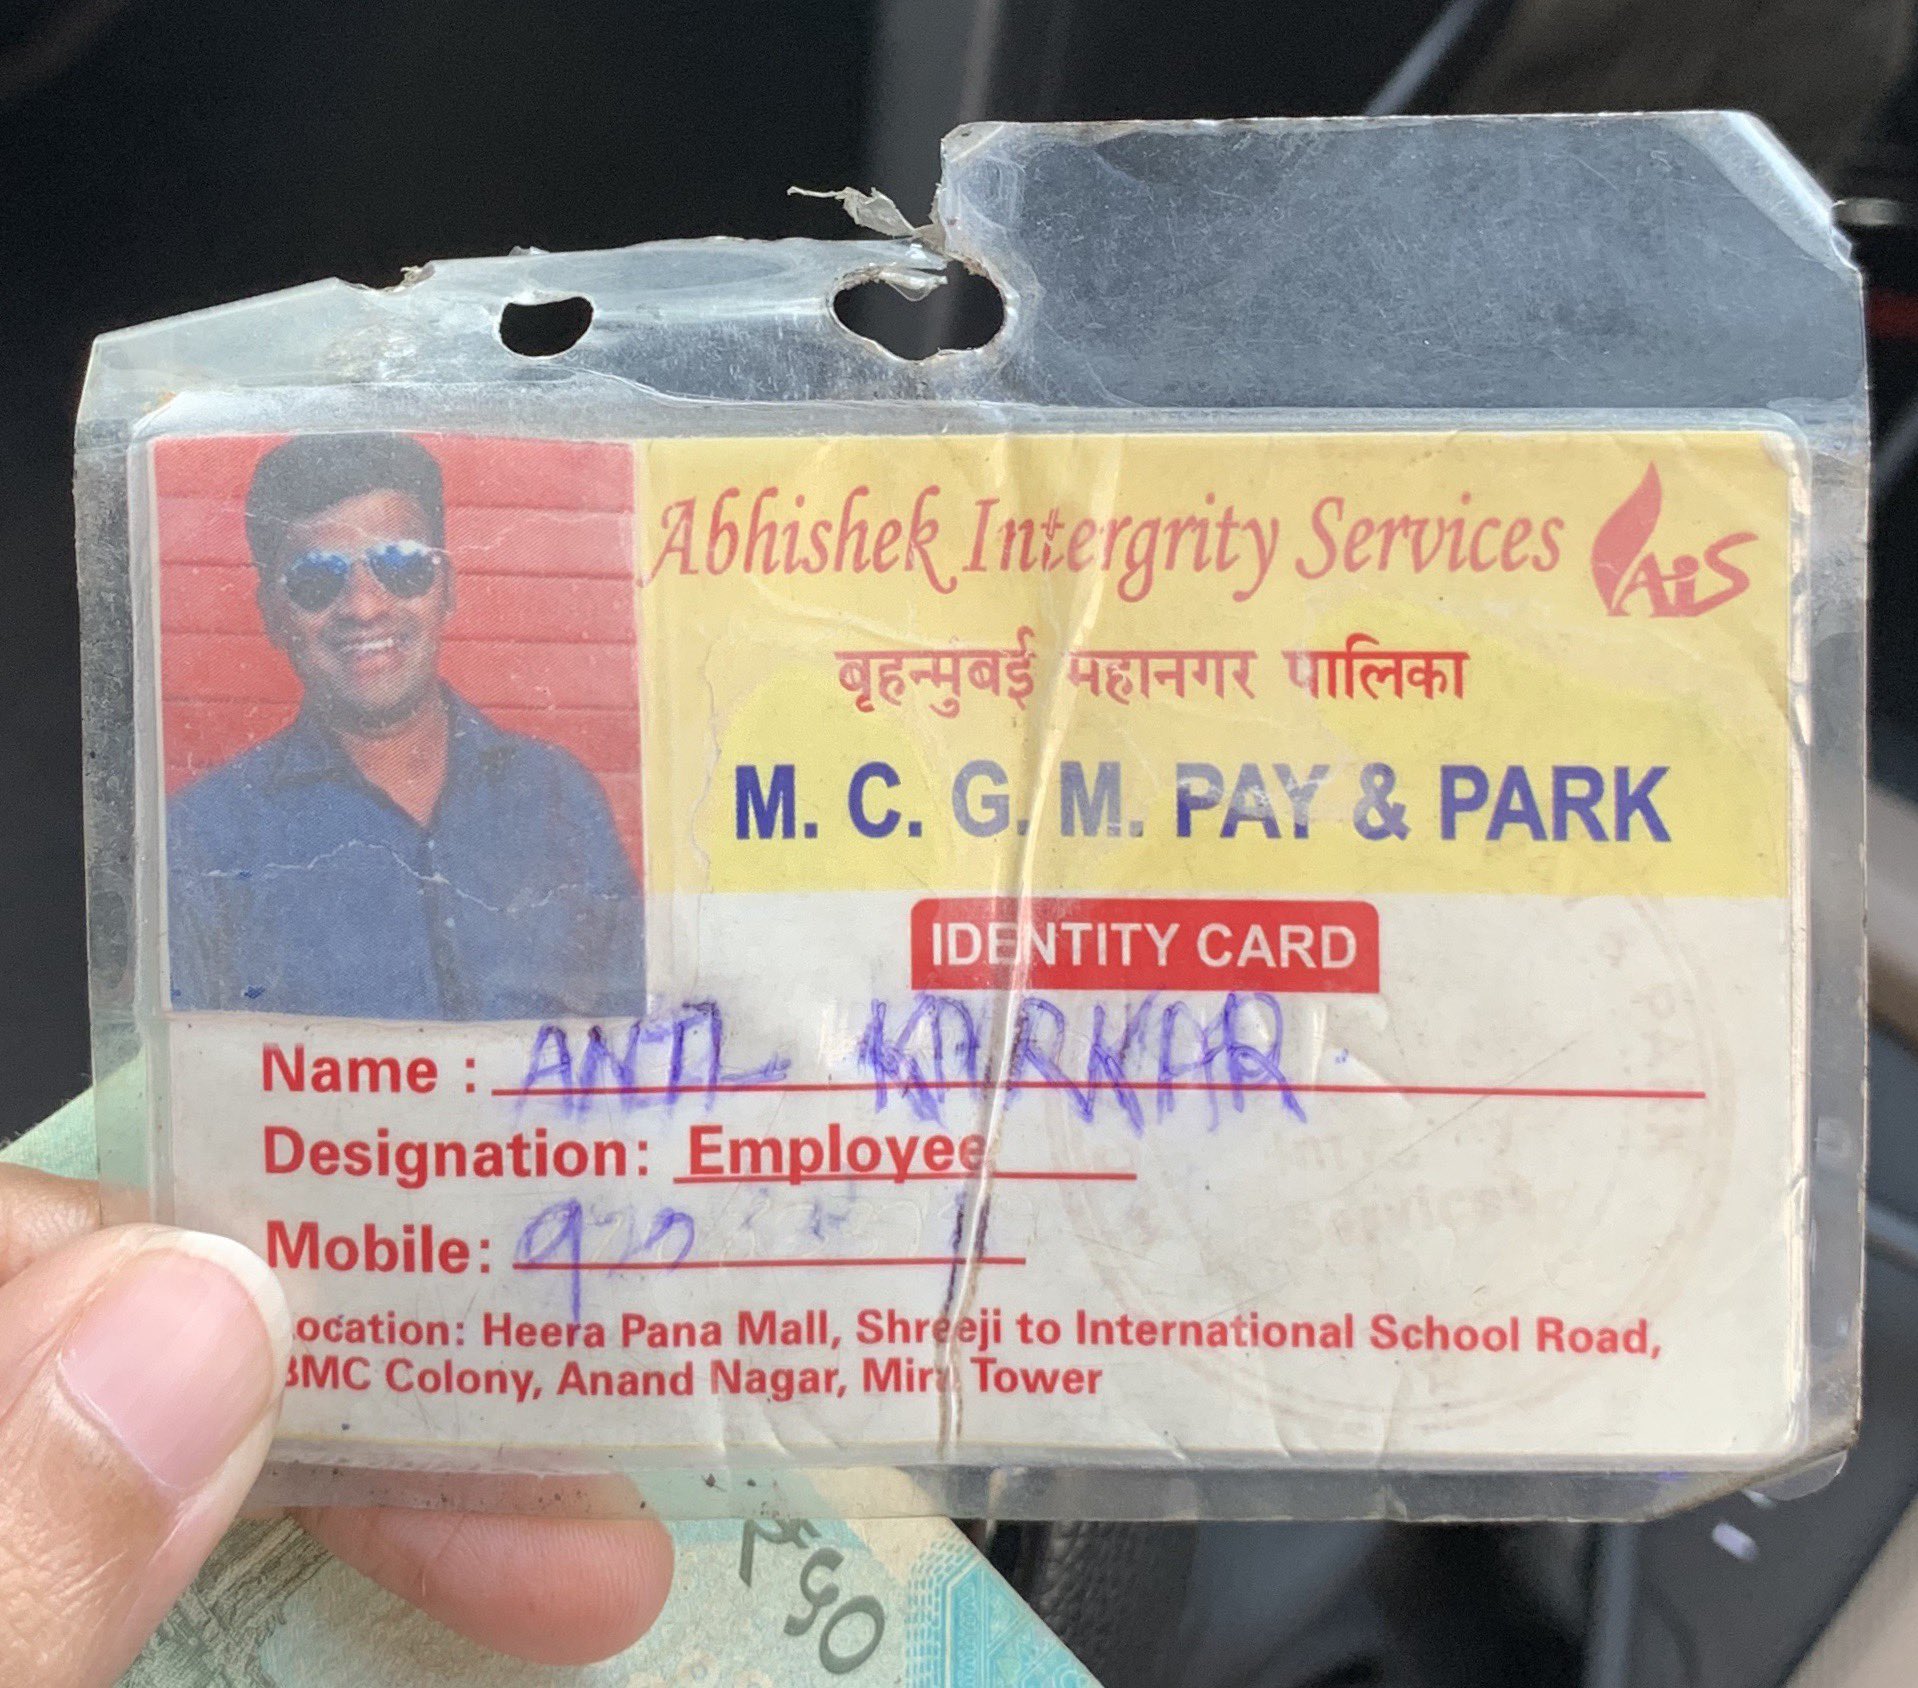 Abhishek Intergrity Services
AiS
बृहन्मुंबई महानगर पालिका
M. C. G. M. PAY & PARK
IDENTITY CARD
Name : KARKAR
Designation: Employee
Mobile:
Location: Heera Pana Mall, Shreeji to International School Road,
BMC Colony, Anand Nagar, Mira Tower